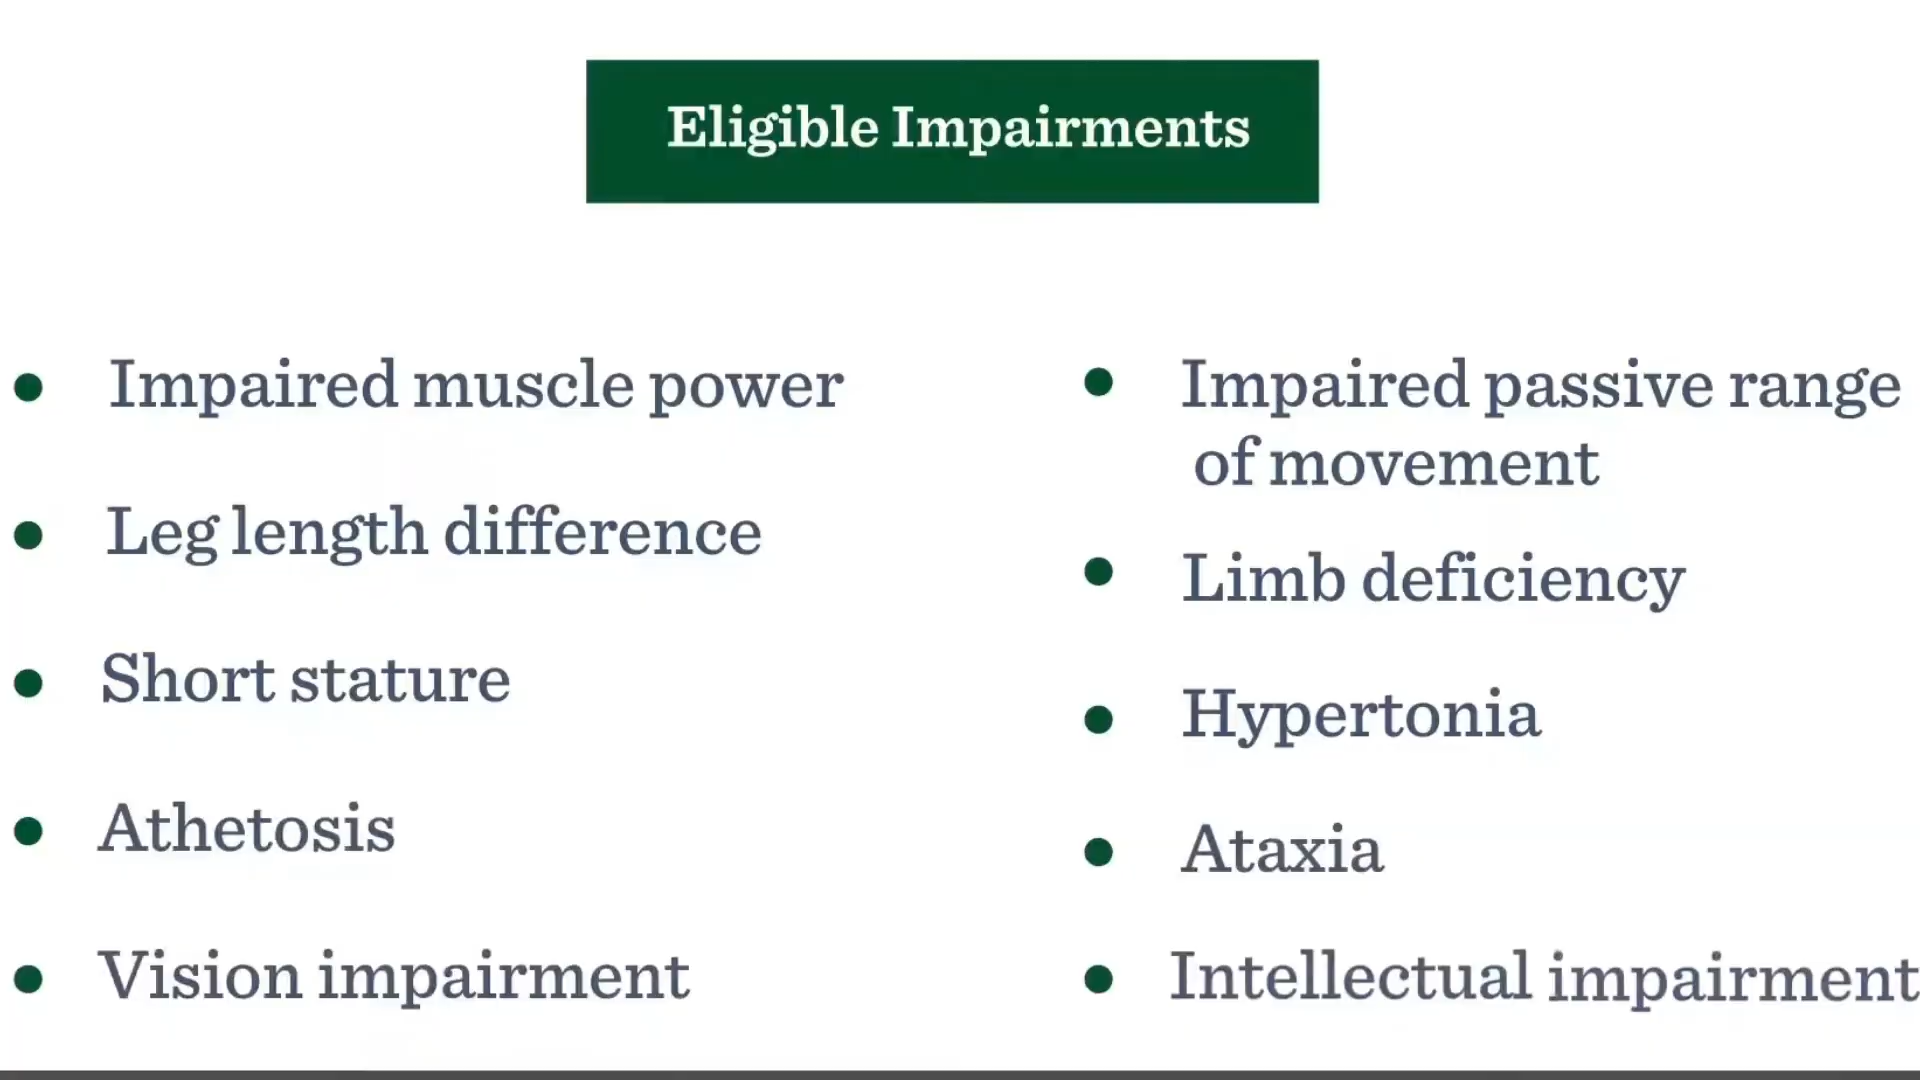 Eligible Impairments
Impaired muscle power
Leg length difference
Short stature
Athetosis
Vision impairment
Impaired passive range
of movement
Limb deficiency
Hypertonia
Ataxia
Intellectual impairment